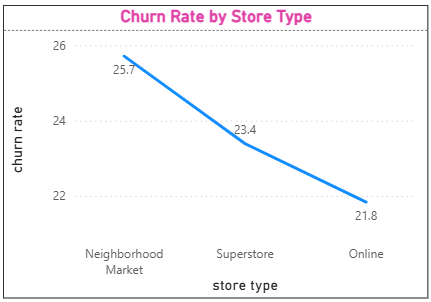 Churn Rate by Store Type
26
25.7
24
23.4
22
21.8
churn rate
Neighborhood
Market
Superstore
Online
store type